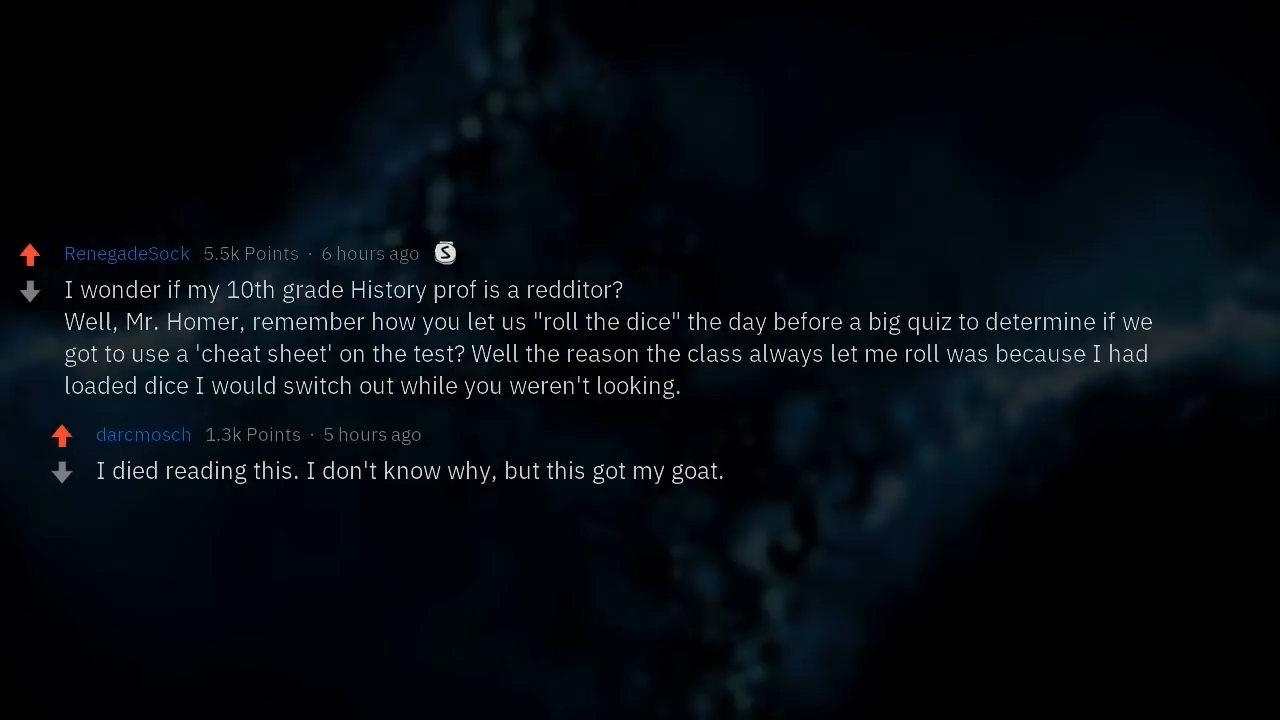 RenegadeSock 5.5k Points · 6 hours ago S
I wonder if my 10th grade History prof is a redditor?
Well, Mr. Homer, remember how you let us "roll the dice" the day before a big quiz to determine if we
got to use a 'cheat sheet' on the test? Well the reason the class always let me roll was because I had
loaded dice I would switch out while you weren't looking.
darcmosch 1.3k Points · 5 hours ago
I died reading this. I don't know why, but this got my goat.